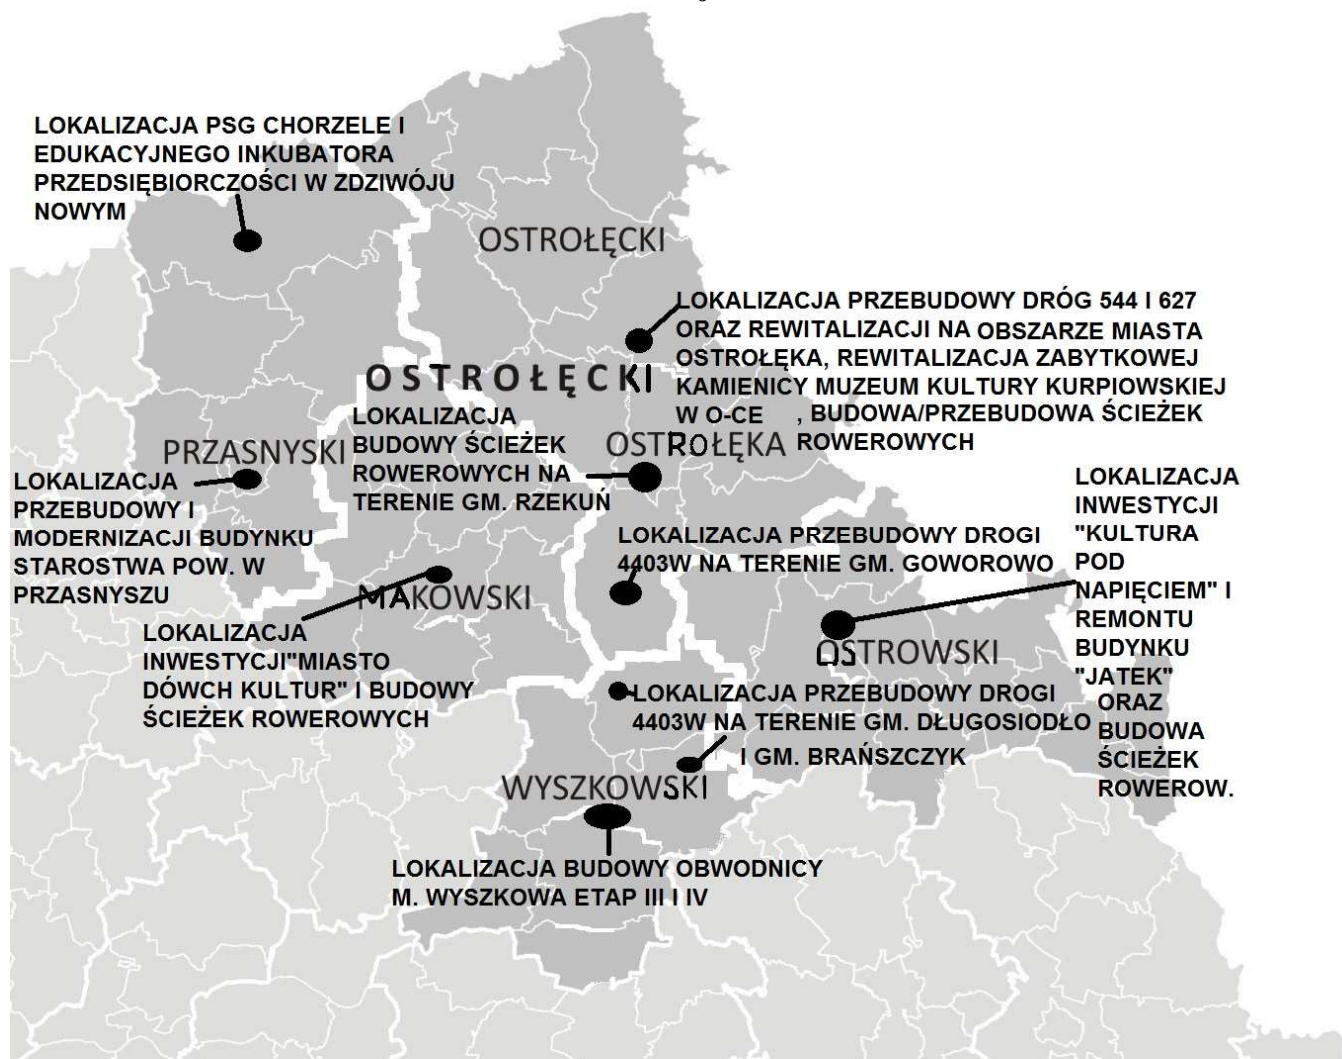 LOKALIZACJA PSG CHORZELE I
EDUKACYJNEGO INKUBATORA
PRZEDSIĘBIORCZOŚCI W ZDZIWÓJU
NOWYM
OSTROŁĘCKI
LOKALIZACJA PRZEBUDOWY DRÓG 544 I 627
ORAZ REWITALIZACJI NA OBSZARZE MIASTA
OSTROŁĘKA, REWITALIZACJA ZABYTKOWEJ
KAMIENICY MUZEUM KULTURY KURPIOWSKIEJ
W O-CE , BUDOWA/PRZEBUDOWA ŚCIEŻEK
ROWEROWYCH
OSTROŁĘCKI
LOKALIZACJA
BUDOWY ŚCIEŻEK
ROWEROWYCH NA
TERENIE GM. RZEKUŃ
OSTROŁĘKA
PRZASNYSKI
LOKALIZACJA
PRZEBUDOWY I
MODERNIZACJI BUDYNKU
STAROSTWA POW. W
PRZASNYSZU
LOKALIZACJA
INWESTYCJI
"KULTURA
POD
NAPIĘCIEM" I
REMONTU
BUDYNKU
"JATEK"
ORAZ
BUDOWA
ŚCIEŻEK
ROWEROW.
LOKALIZACJA PRZEBUDOWY DROGI
4403W NA TERENIE GM. GOWOROWO
MAKOWSKI
LOKALIZACJA
INWESTYCJI"MIASTO
DÓWCH KULTUR" I BUDOWY
ŚCIEŻEK ROWEROWYCH
OSTROWSKI
LOKALIZACJA PRZEBUDOWY DROGI
4403W NA TERENIE GM. DŁUGOSIODŁO
I GM. BRAŃSZCZYK
WYSZKOWSKI
LOKALIZACJA BUDOWY OBWODNICY
M. WYSZKOWA ETAP III I IV